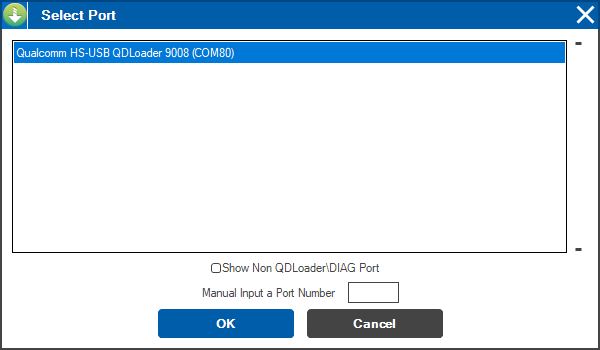 Select Port
Qualcomm HS-USB QDLoader 9008 (COM80)
Show Non QDLoader\DIAG Port
Manual Input a Port Number
OK Cancel